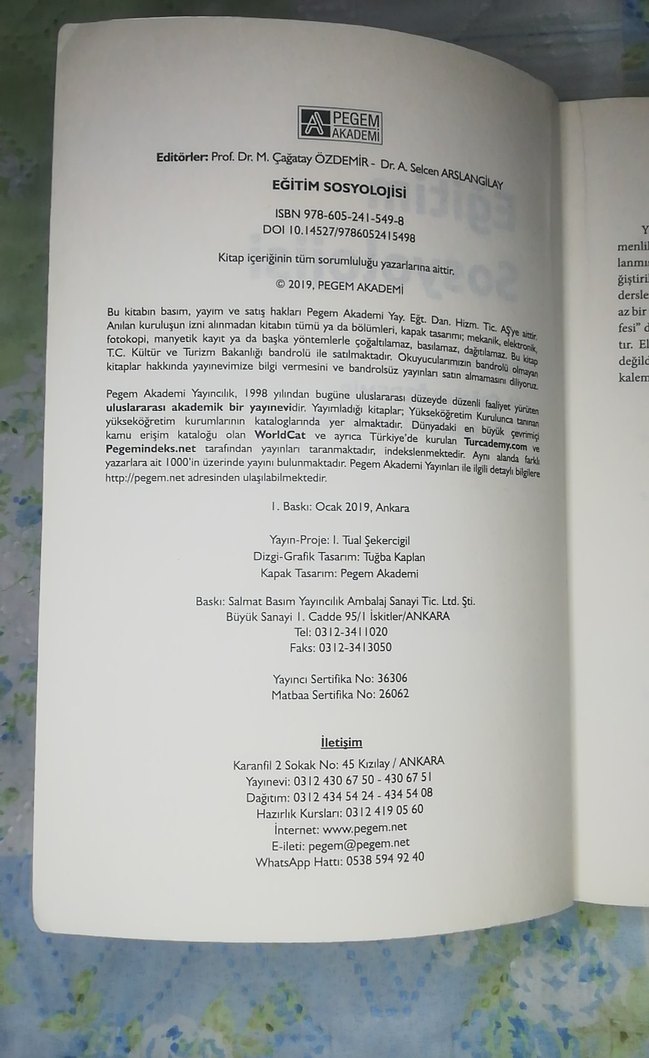 PEGEM
AKADEMİ
Editörler: Prof. Dr. M. Çağatay ÖZDEMİR - Dr. A. Selcen ARSLANGİLAY
EĞİTİM SOSYOLOJİSİ
ISBN 978-605-241-549-8
DOI 10.14527/9786052415498
Kitap içeriğinin tüm sorumluluğu yazarlarına aittir.
© 2019, PEGEM AKADEMİ
Bu kitabın basım, yayım ve satış hakları Pegem Akademi Yay. Eğt. Dan. Hizm. Tic. AŞ'ye aittir.
Anılan kuruluşun izni alınmadan kitabın tümü ya da bölümleri, kapak tasarımı; mekanik, elektronik,
fotokopi, manyetik kayıt ya da başka yöntemlerle çoğaltılamaz, basılamaz, dağıtılamaz. Bu kitap
T.C. Kültür ve Turizm Bakanlığı bandrolü ile satılmaktadır. Okuyucularımızın bandrolü olmayan
kitaplar hakkında yayınevimize bilgi vermesini ve bandrolsüz yayınları satın almamasını diliyoruz.
Pegem Akademi Yayıncılık, 1998 yılından bugüne uluslararası düzeyde düzenli faaliyet yürüten
uluslararası akademik bir yayınevidir. Yayımladığı kitaplar; Yükseköğretim Kurulunca tanınan
yükseköğretim kurumlarının kataloglarında yer almaktadır. Dünyadaki en büyük çevrimiçi
kamu erişim kataloğu olan WorldCat ve ayrıca Türkiye'de kurulan Turcademy.com ve
Pegemindeks.net tarafından yayınları taranmaktadır, indekslenmektedir. Aynı alanda farklı
yazarlara ait 1000'in üzerinde yayını bulunmaktadır. Pegem Akademi Yayınları ile ilgili detaylı bilgilere
http://pegem.net adresinden ulaşılabilmektedir.
1. Baskı: Ocak 2019, Ankara
Yayın-Proje: I. Tual Şekercigil
Dizgi-Grafik Tasarım: Tuğba Kaplan
Kapak Tasarım: Pegem Akademi
Baskı: Salmat Basım Yayıncılık Ambalaj Sanayi Tic. Ltd. Şti.
Büyük Sanayi 1. Cadde 95/1 İskitler/ANKARA
Tel: 0312-3411020
Faks: 0312-3413050
Yayıncı Sertifika No: 36306
Matbaa Sertifika No: 26062
İletişim
Karanfil 2 Sokak No: 45 Kızılay / ANKARA
Yayınevi: 0312 430 67 50 - 430 67 51
Dağıtım: 0312 434 54 24 - 434 54 08
Hazırlık Kursları: 0312 419 05 60
İnternet: www.pegem.net
E-ileti: pegem@pegem.net
WhatsApp Hattı: 0538 594 92 40
Y
menlil
lanmış
ğiştiril
dersle
az bir
fesi"
tır. El
değild
kalem